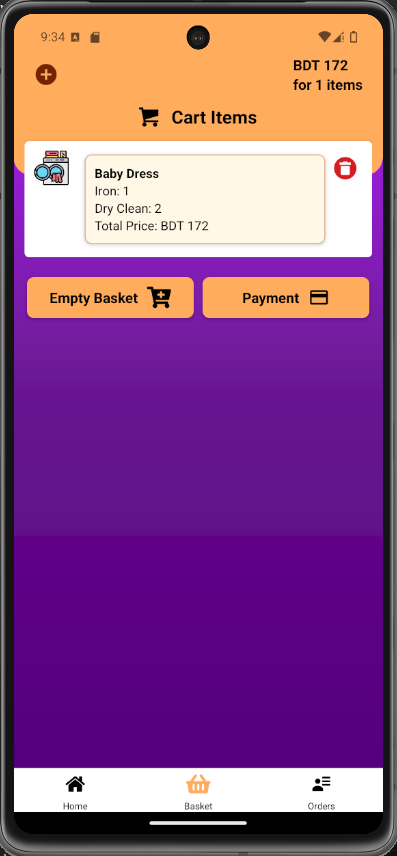 9:34
BDT 172
for 1 items
Cart Items
Baby Dress
Iron: 1
Dry Clean: 2
Total Price: BDT 172
Empty Basket
Payment
Home
Basket
Orders